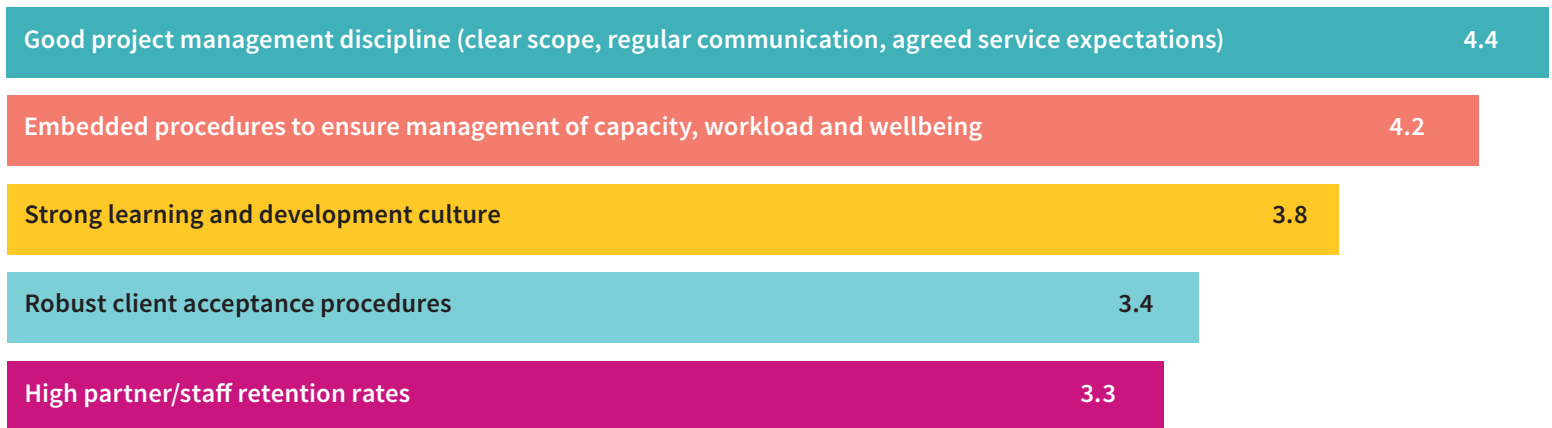 Good project management discipline (clear scope, regular communication, agreed service expectations) 4.4
Embedded procedures to ensure management of capacity, workload and wellbeing 4.2
Strong learning and development culture 3.8
Robust client acceptance procedures 3.4
High partner/staff retention rates 3.3